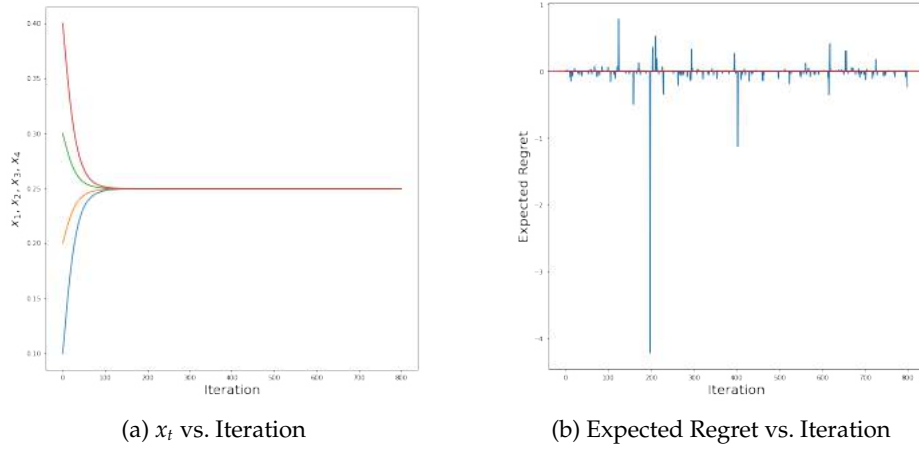 0.40
0.35
0.30
0.25
0.20
0.15
0.10
x₁, x₂, x₃, x₄
0 100 200 300 400 500 600 700 800
Iteration
(a) xₜ vs. Iteration
1
0
−1
−2
−3
−4
Expected Regret
0 100 200 300 400 500 600 700 800
Iteration
(b) Expected Regret vs. Iteration